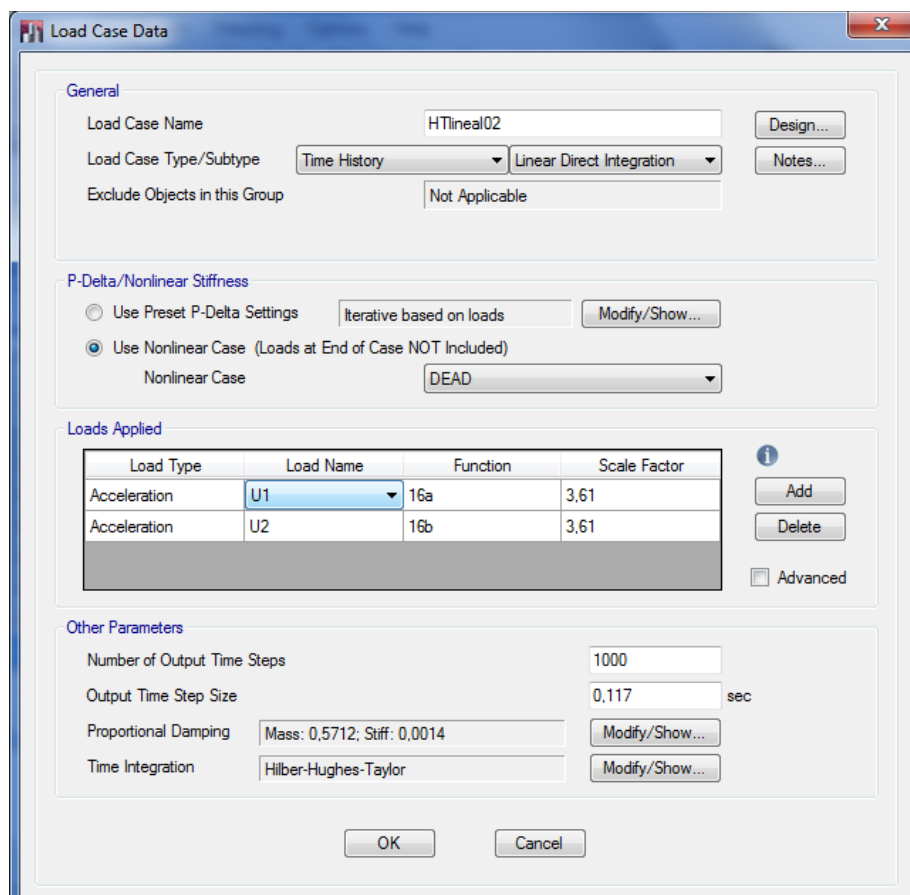 Load Case Data
General
Load Case Name HTlineal02 Design...
Load Case Type/Subtype Time History Linear Direct Integration Notes...
Exclude Objects in this Group Not Applicable
P-Delta/Nonlinear Stiffness
Use Preset P-Delta Settings Iterative based on loads Modify/Show...
Use Nonlinear Case (Loads at End of Case NOT Included)
Nonlinear Case DEAD
Loads Applied
Load Type Load Name Function Scale Factor
Acceleration U1 16a 3,61 Add
Acceleration U2 16b 3,61 Delete
Advanced
Other Parameters
Number of Output Time Steps 1000
Output Time Step Size 0,117 sec
Proportional Damping Mass: 0,5712; Stiff: 0,0014 Modify/Show...
Time Integration Hilber-Hughes-Taylor Modify/Show...
OK Cancel